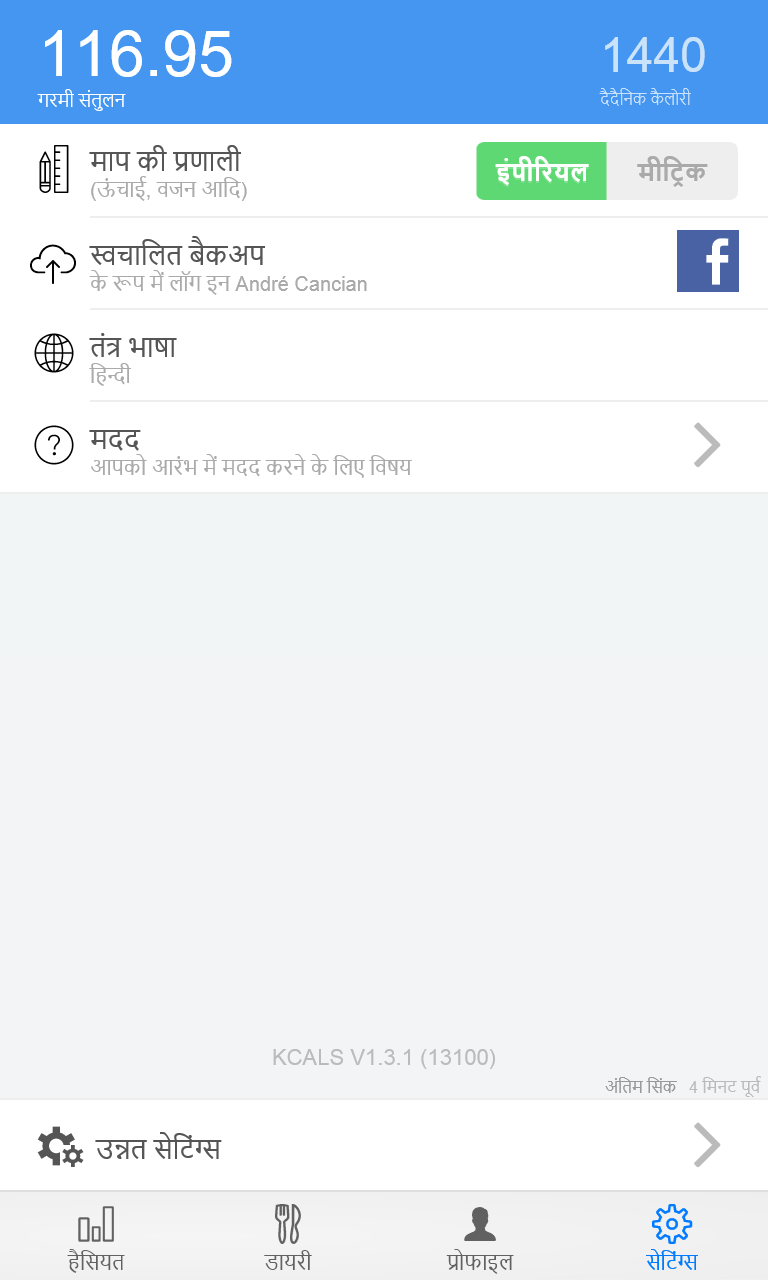 116.95
1440
गरमी संतुलन
दैदैनिक कैलोरी
माप की प्रणाली
(ऊंचाई, वजन आदि)
इंपीरियल
मीट्रिक
स्वचालित बैकअप
के रूप में लॉग इन André Cancian
तंत्र भाषा
हिन्दी
मदद
आपको आरंभ में मदद करने के लिए विषय
KCALS V1.3.1 (13100)
अंतिम सिंक 4 मिनट पूर्व
उन्नत सेटिंग्स
हैसियत
डायरी
प्रोफाइल
सेटिंग्स